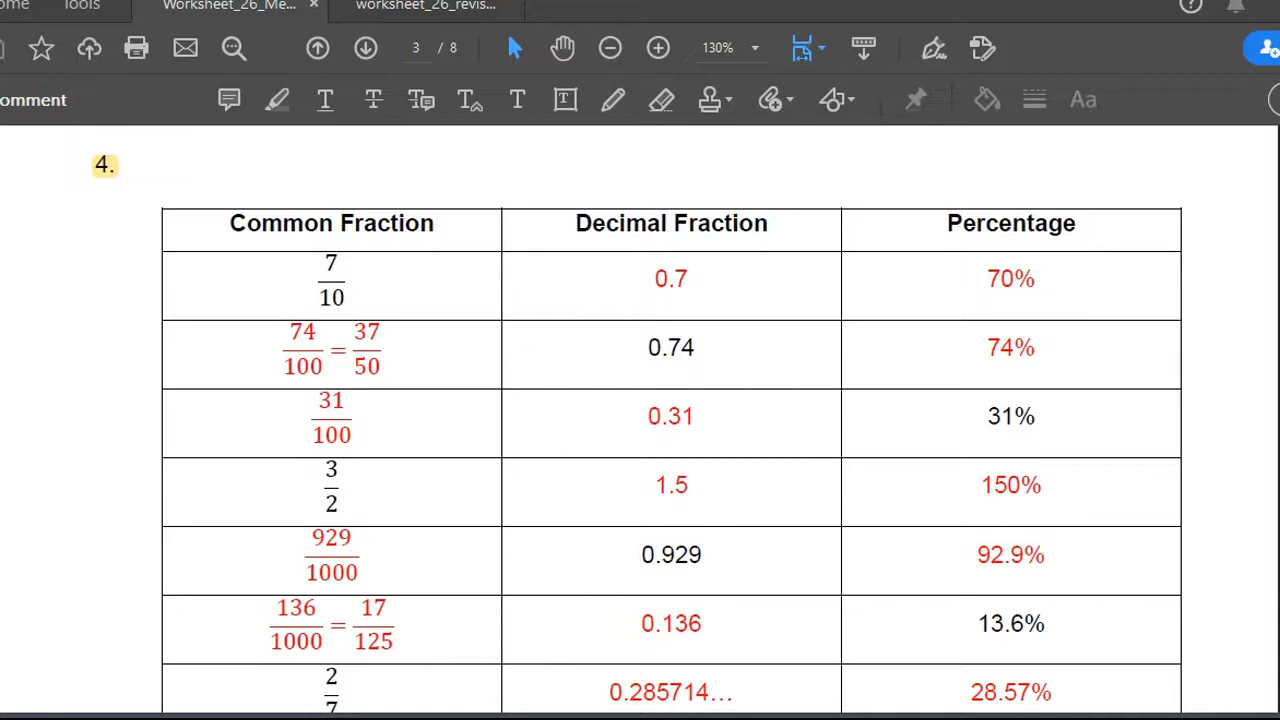 ome Tools Worksheet_26_Me... × worksheet_26_revis...
3 / 8 130%
omment
4.
Common Fraction Decimal Fraction Percentage
7/10 0.7 70%
74/100 = 37/50 0.74 74%
31/100 0.31 31%
3/2 1.5 150%
929/1000 0.929 92.9%
136/1000 = 17/125 0.136 13.6%
2/7 0.285714... 28.57%